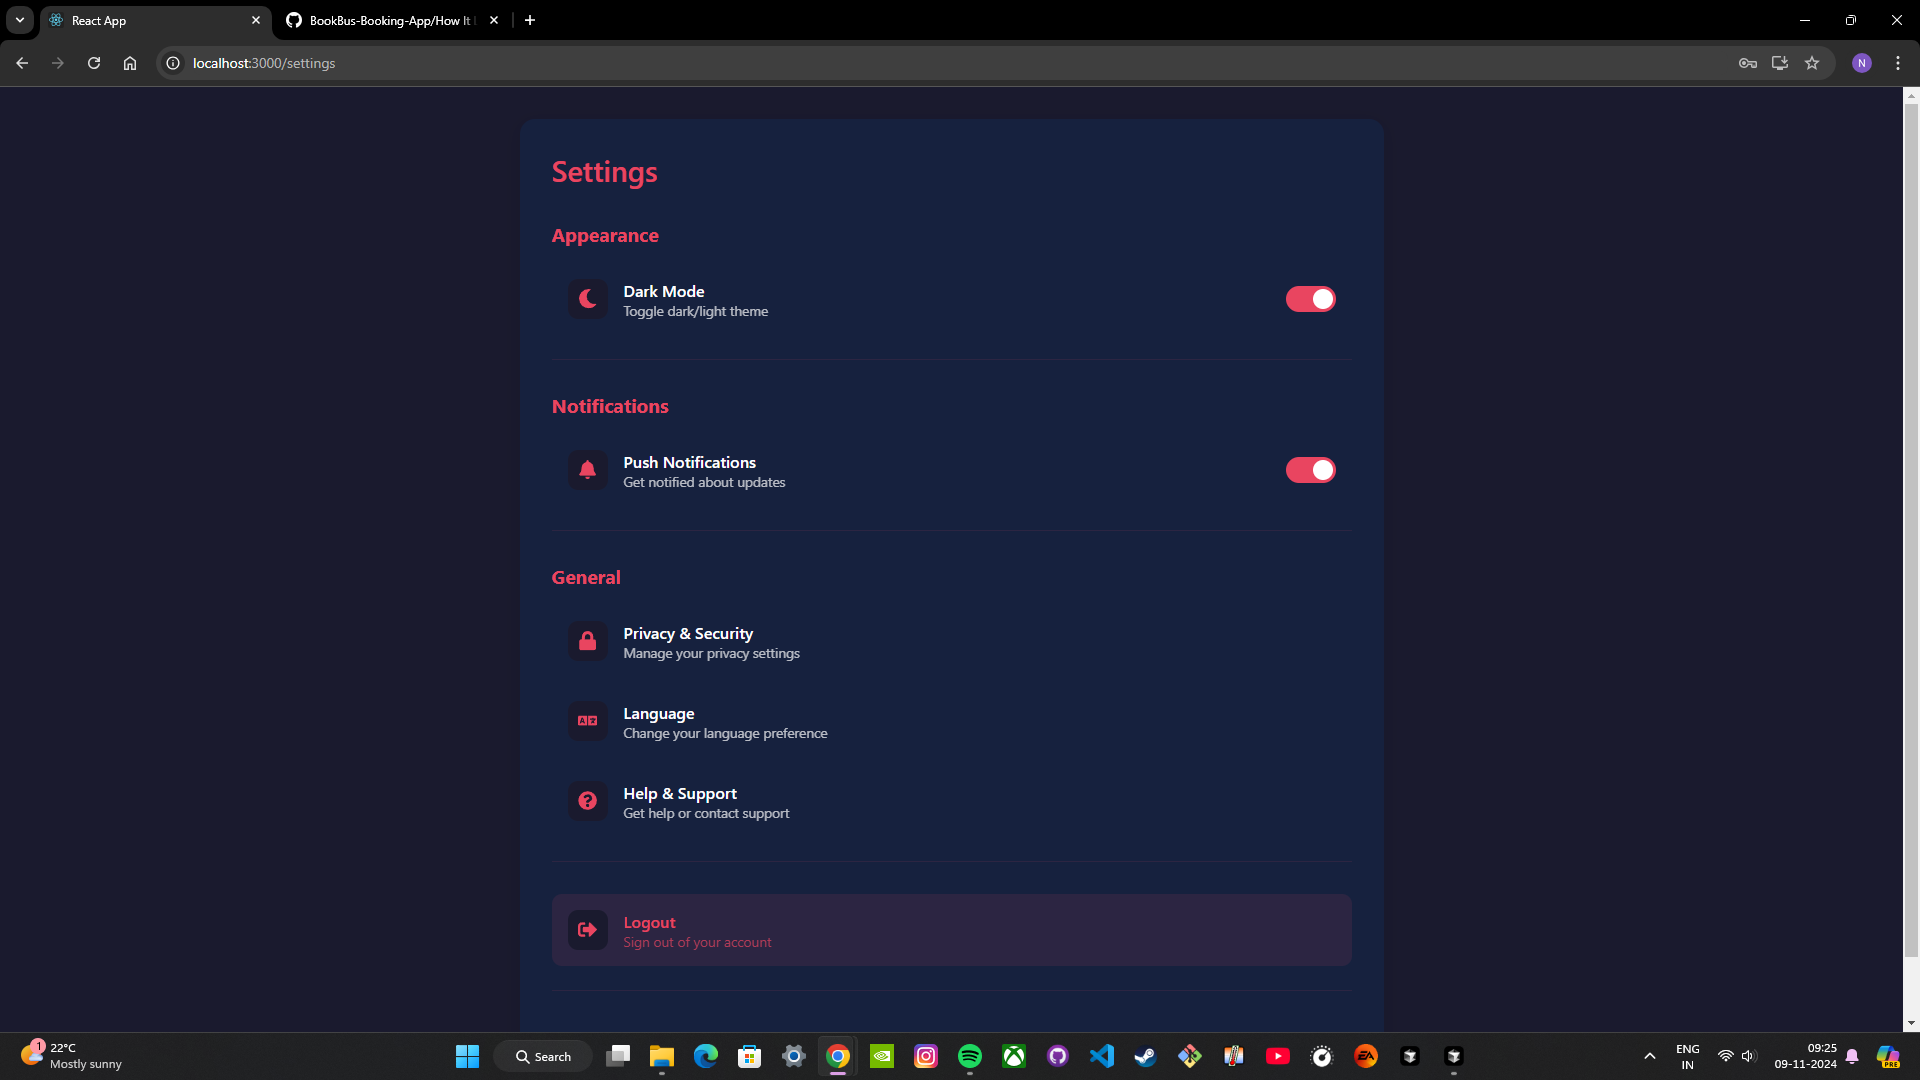 React App
BookBus-Booking-App/How It
localhost:3000/settings
N
Settings
Appearance
Dark Mode
Toggle dark/light theme
Notifications
Push Notifications
Get notified about updates
General
Privacy & Security
Manage your privacy settings
Language
Change your language preference
Help & Support
Get help or contact support
Logout
Sign out of your account
1
22°C
Mostly sunny
Search
EA
PRE
ENG
IN
09:25
09-11-2024